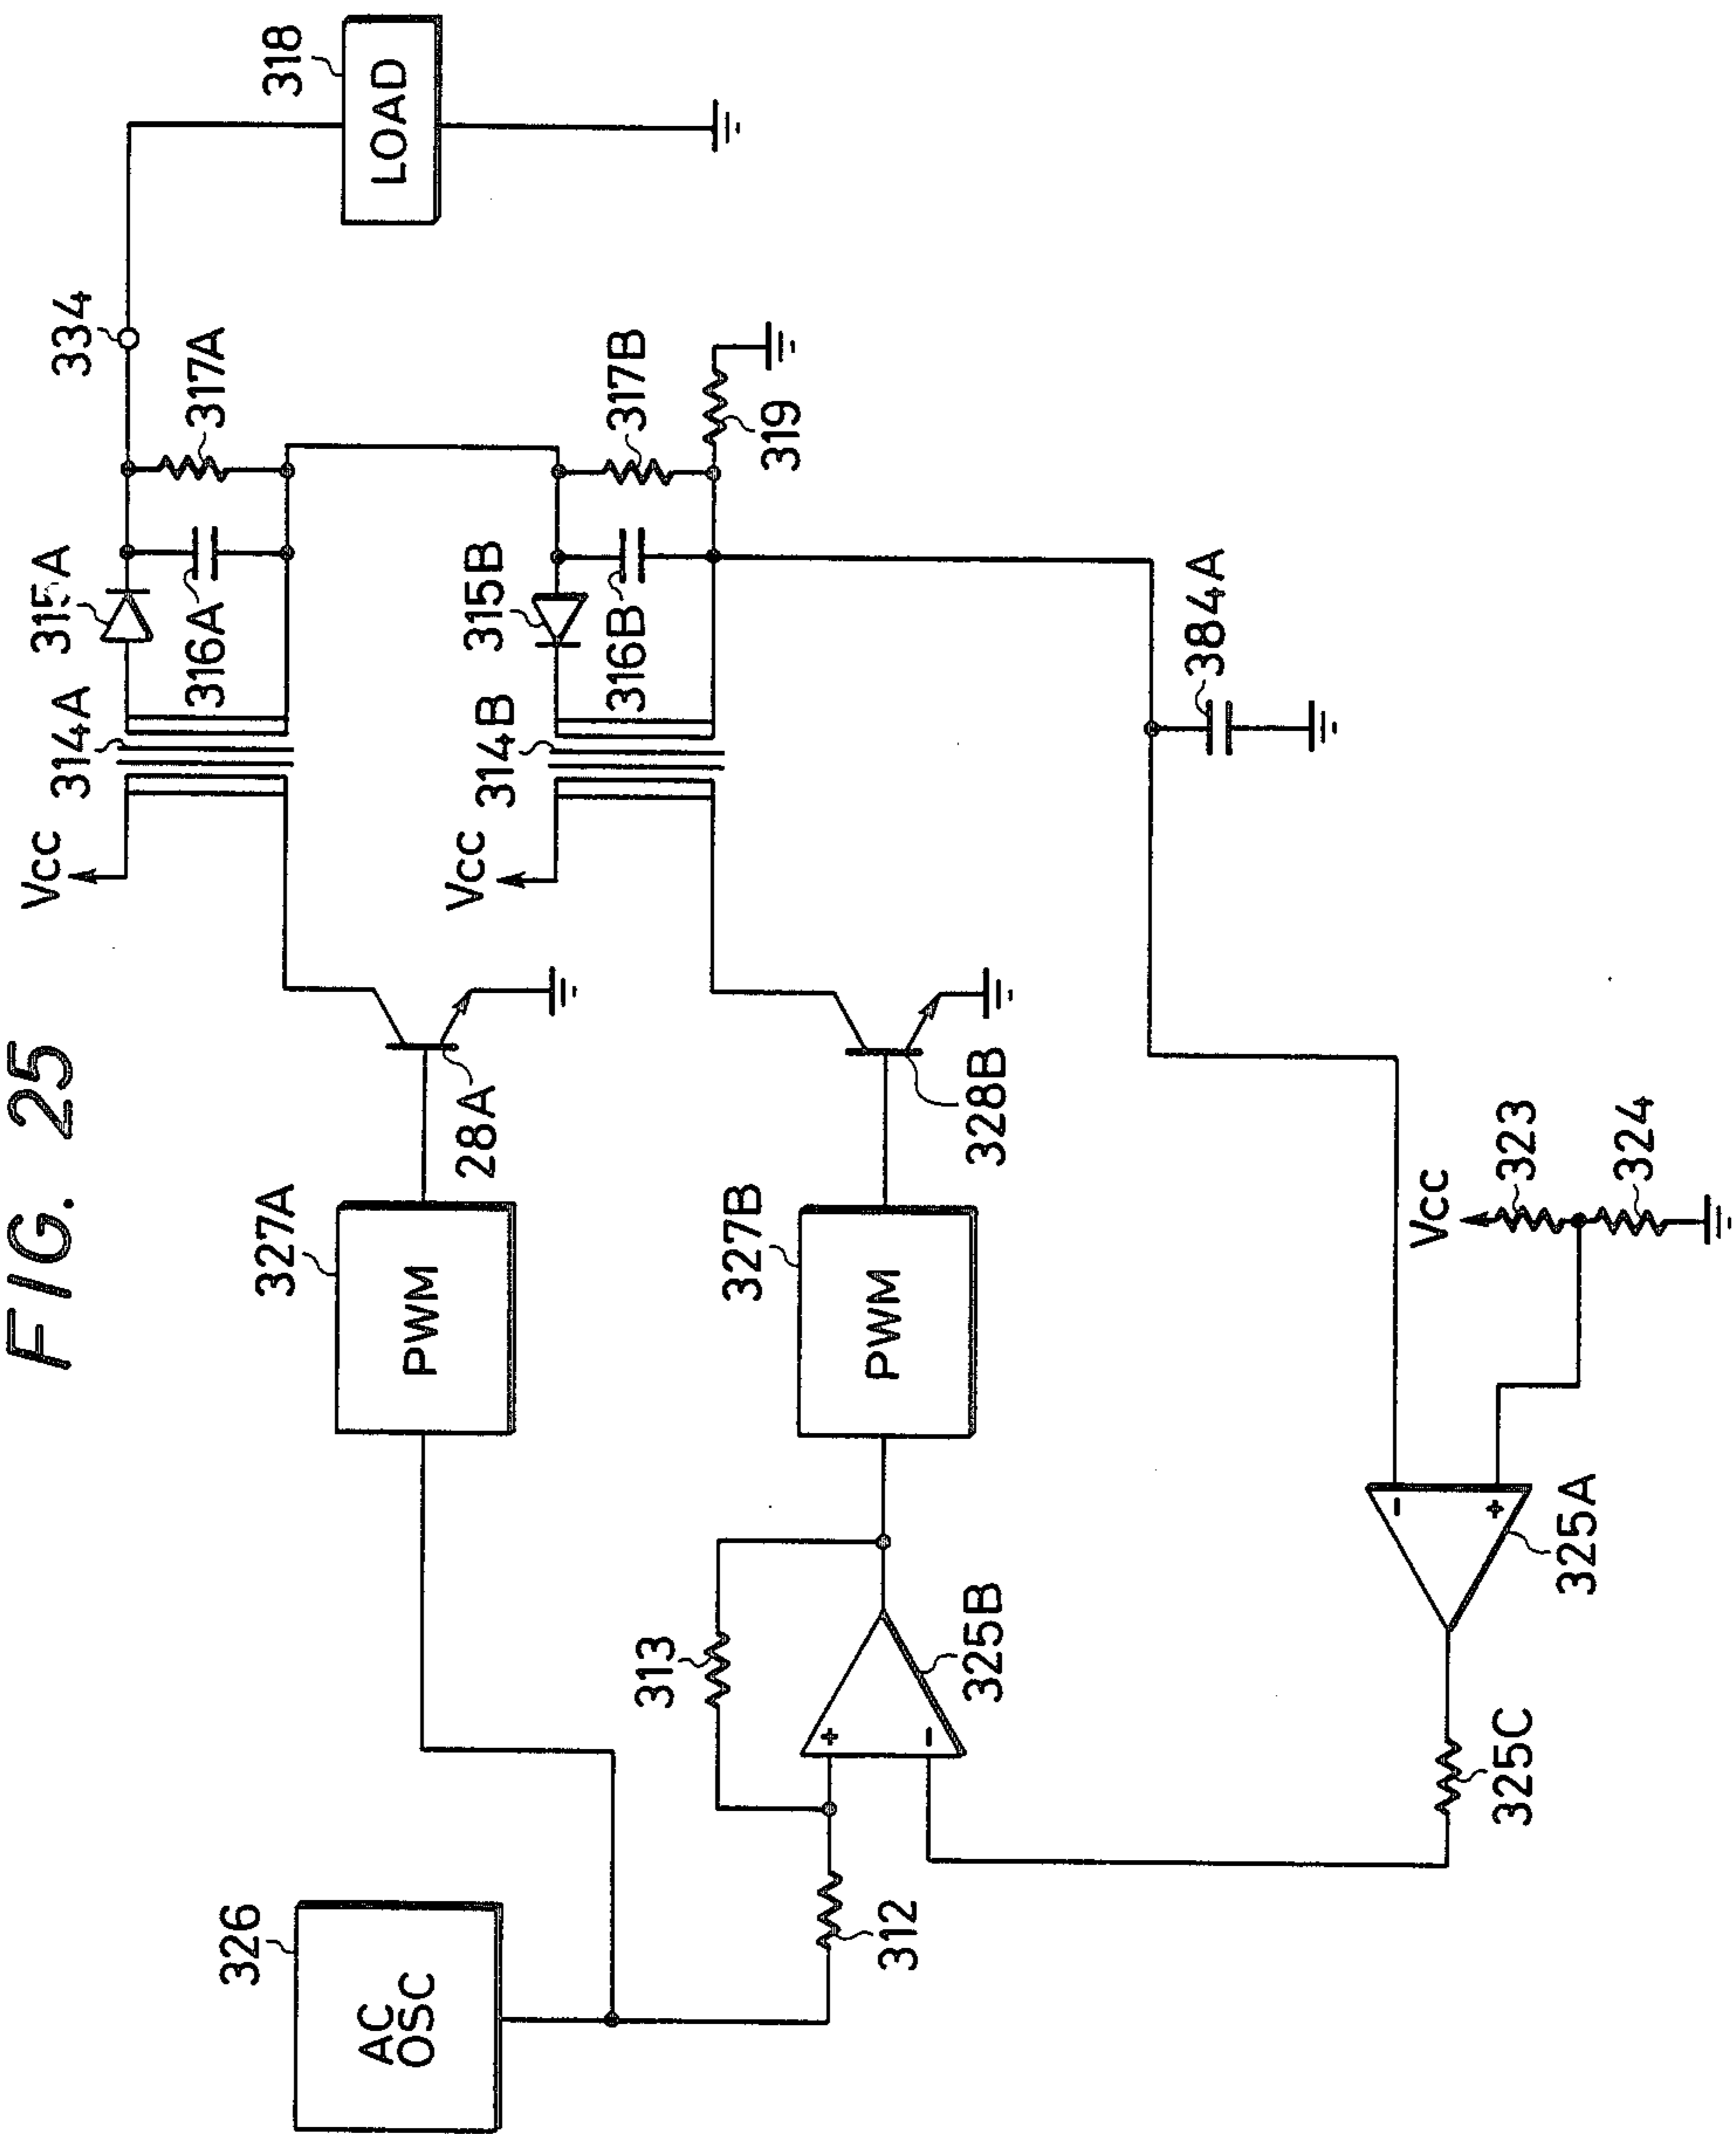 FIG. 25
326
AC
OSC
327A
PWM
28A
Vcc
314A
315A
316A
317A
334
318
LOAD
312
313
325B
+
-
327B
PWM
328B
Vcc
314B
315B
316B
317B
319
384A
325C
325A
-
+
Vcc
323
324